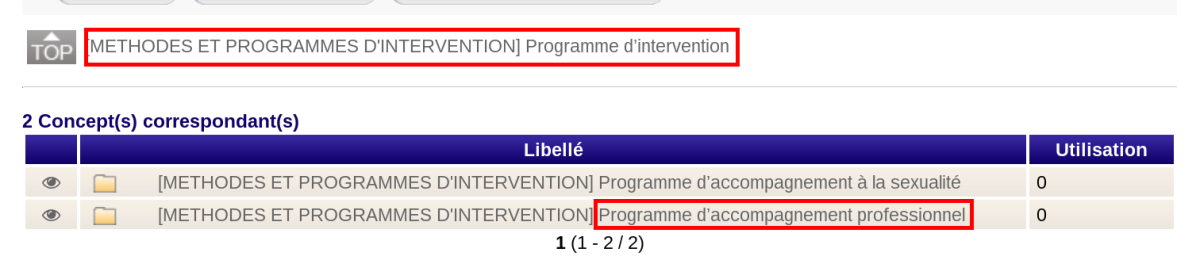 TOP [METHODES ET PROGRAMMES D'INTERVENTION] Programme d’intervention
2 Concept(s) correspondant(s)
Libellé Utilisation
[METHODES ET PROGRAMMES D'INTERVENTION] Programme d’accompagnement à la sexualité 0
[METHODES ET PROGRAMMES D'INTERVENTION] Programme d’accompagnement professionnel 0
1 (1 - 2 / 2)